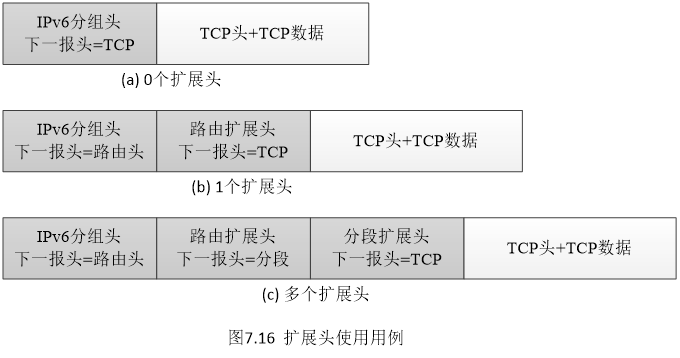 IPv6分组头
下一报头=TCP
TCP头+TCP数据
(a) 0个扩展头
IPv6分组头
下一报头=路由头
路由扩展头
下一报头=TCP
TCP头+TCP数据
(b) 1个扩展头
IPv6分组头
下一报头=路由头
路由扩展头
下一报头=分段
分段扩展头
下一报头=TCP
TCP头+TCP数据
(c) 多个扩展头
图7.16 扩展头使用用例